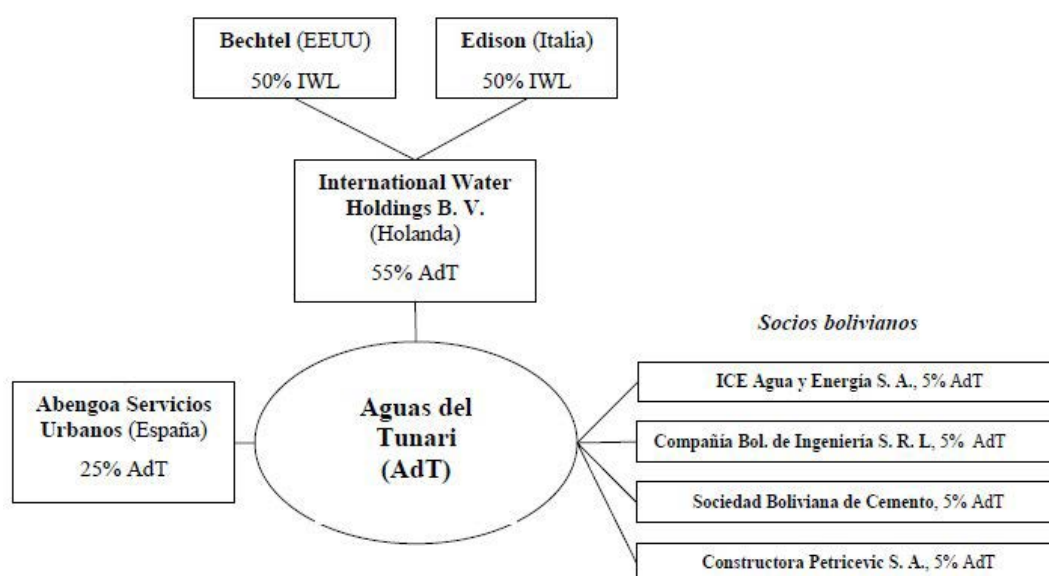 Bechtel (EEUU)
50% IWL
Edison (Italia)
50% IWL
International Water
Holdings B. V.
(Holanda)
55% AdT
Socios bolivianos
Abengoa Servicios
Urbanos (España)
25% AdT
Aguas del
Tunari
(AdT)
ICE Agua y Energía S. A., 5% AdT
Compañía Bol. de Ingeniería S. R. L, 5% AdT
Sociedad Boliviana de Cemento, 5% AdT
Constructora Petricevic S. A., 5% AdT